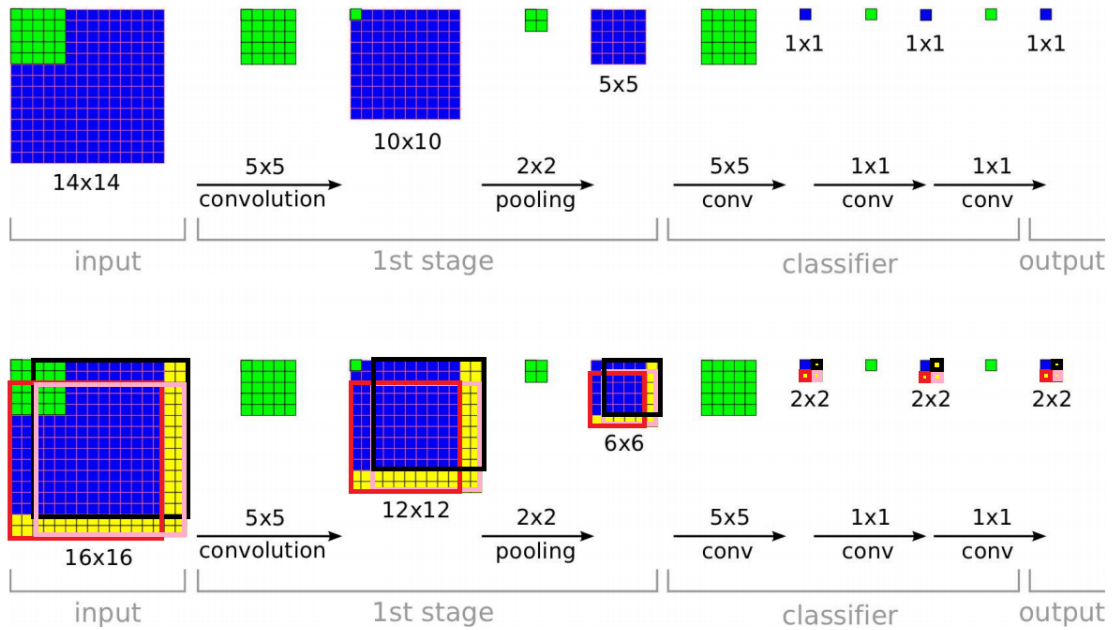 1x1 1x1 1x1
5x5
10x10
14x14
5x5 2x2 5x5 1x1 1x1
convolution pooling conv conv conv
input 1st stage classifier output
2x2 2x2 2x2
6x6
12x12
16x16
5x5 2x2 5x5 1x1 1x1
convolution pooling conv conv conv
input 1st stage classifier output